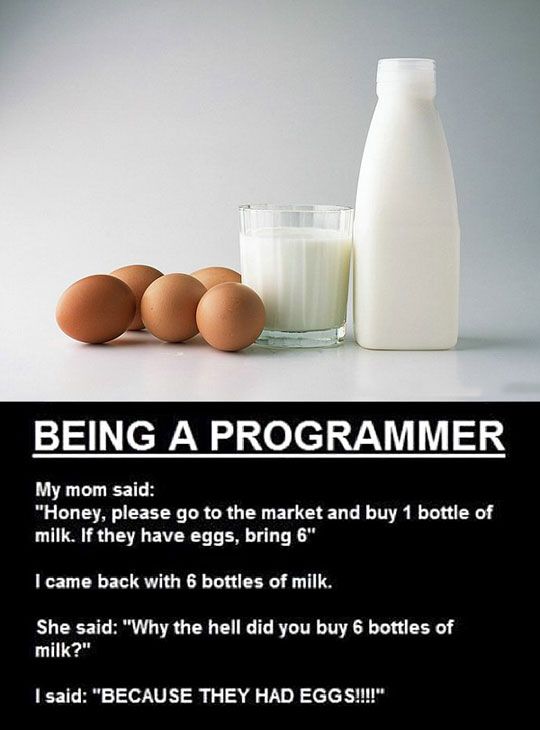 BEING A PROGRAMMER
My mom said:
"Honey, please go to the market and buy 1 bottle of
milk. If they have eggs, bring 6"
I came back with 6 bottles of milk.
She said: "Why the hell did you buy 6 bottles of
milk?"
I said: "BECAUSE THEY HAD EGGS!!!!"